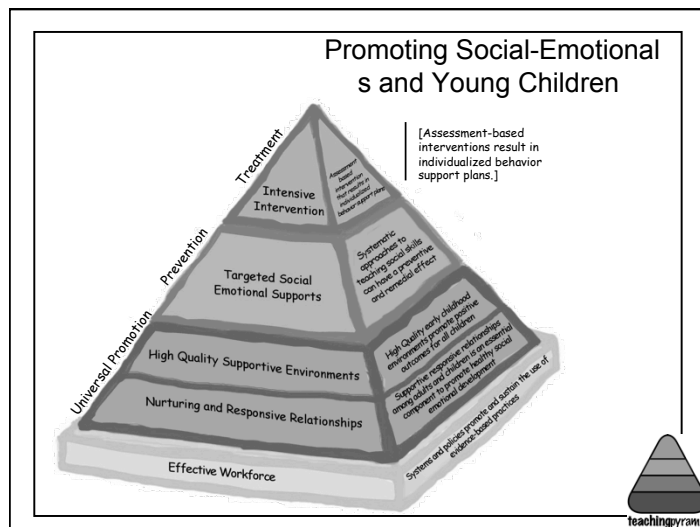 Promoting Social-Emotional
s and Young Children
[Assessment-based
interventions result in
individualized behavior
support plans.]
Treatment
Intensive
Intervention
Assessment
based
intervention
that results in
individualized
behavior support plans
Prevention
Targeted Social
Emotional Supports
Systematic
approaches to
teaching social skills
can have a preventive
and remedial effect
Universal Promotion
High Quality Supportive Environments
High Quality early childhood
environments promote positive
outcomes for all children
Nurturing and Responsive Relationships
Supportive responsive relationships
among adults and children is an essential
component to promote healthy social
emotional development
Effective Workforce
Systems and policies promote and sustain the use of
evidence-based practices
teachingpyram